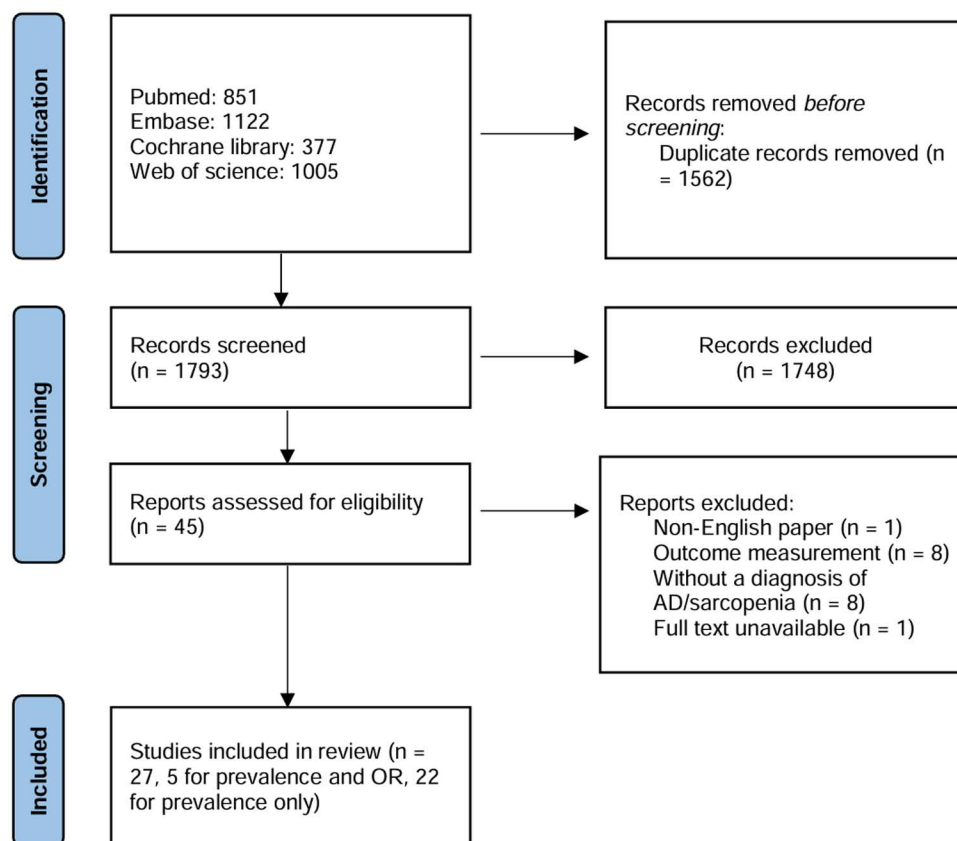 Identification
Pubmed: 851
Embase: 1122
Cochrane library: 377
Web of science: 1005
Records removed before
screening:
Duplicate records removed (n
= 1562)
Screening
Records screened
(n = 1793)
Records excluded
(n = 1748)
Reports assessed for eligibility
(n = 45)
Reports excluded:
Non-English paper (n = 1)
Outcome measurement (n = 8)
Without a diagnosis of
AD/sarcopenia (n = 8)
Full text unavailable (n = 1)
Included
Studies included in review (n =
27, 5 for prevalence and OR, 22
for prevalence only)